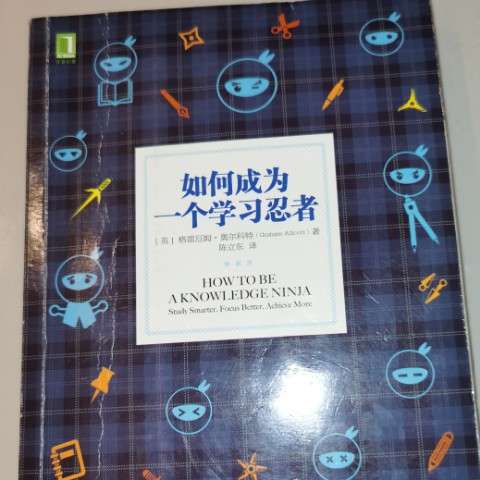 如何成为
一个学习忍者
[英] 格雷厄姆·奥尔科特 (Graham Allcott) 著
陈立东 译
HOW TO BE
A KNOWLEDGE NINJA
Study Smarter. Focus Better. Achieve More